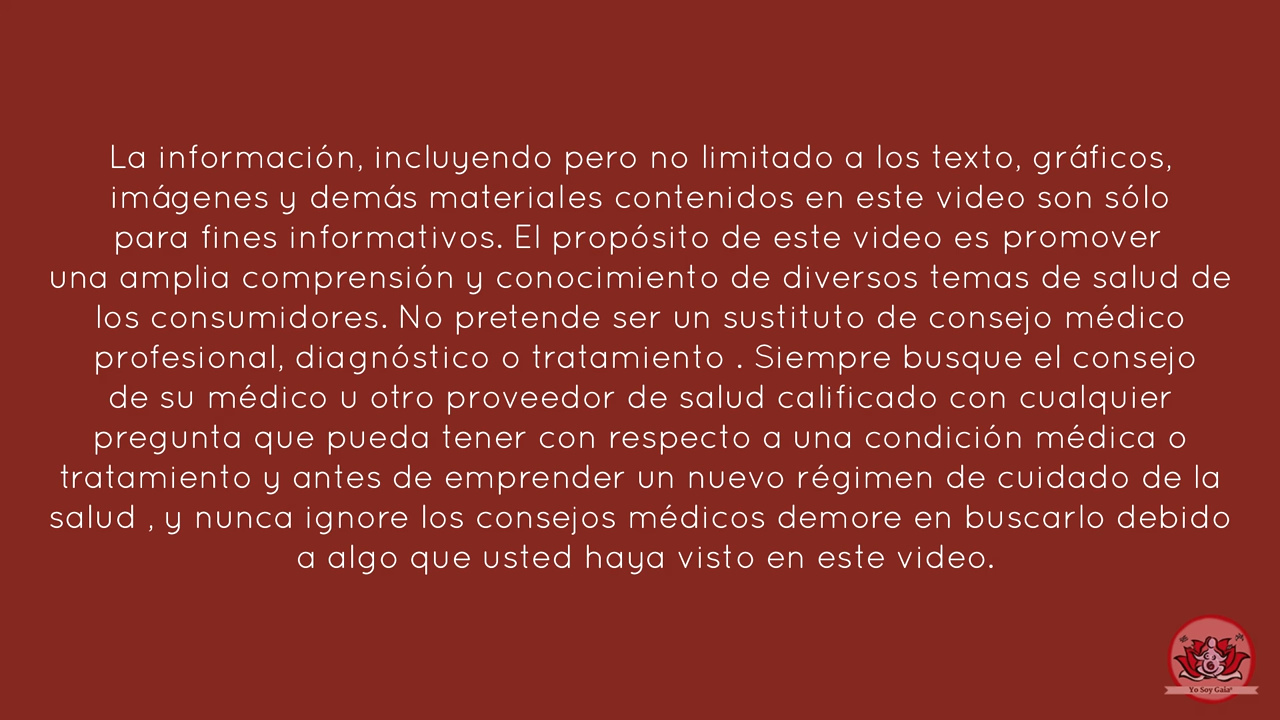 La información, incluyendo pero no limitado a los texto, gráficos,
imágenes y demás materiales contenidos en este video son sólo
para fines informativos. El propósito de este video es promover
una amplia comprensión y conocimiento de diversos temas de salud de
los consumidores. No pretende ser un sustituto de consejo médico
profesional, diagnóstico o tratamiento . Siempre busque el consejo
de su médico u otro proveedor de salud calificado con cualquier
pregunta que pueda tener con respecto a una condición médica o
tratamiento y antes de emprender un nuevo régimen de cuidado de la
salud , y nunca ignore los consejos médicos demore en buscarlo debido
a algo que usted haya visto en este video.
Yo Soy Gaia